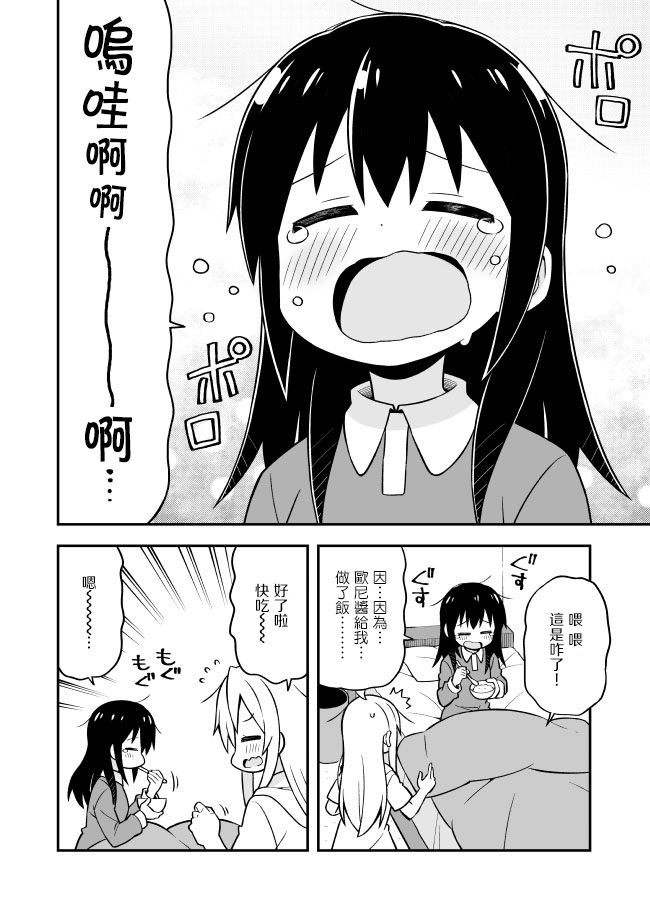 ポロ
嗚哇啊啊～～啊…
ポロ
喂喂
這是咋了！
ぐす
ぐす
因…因為…
歐尼醬給我…
做了飯………
好了啦
快吃～～
もぐ
もぐ
嗯～～～～…